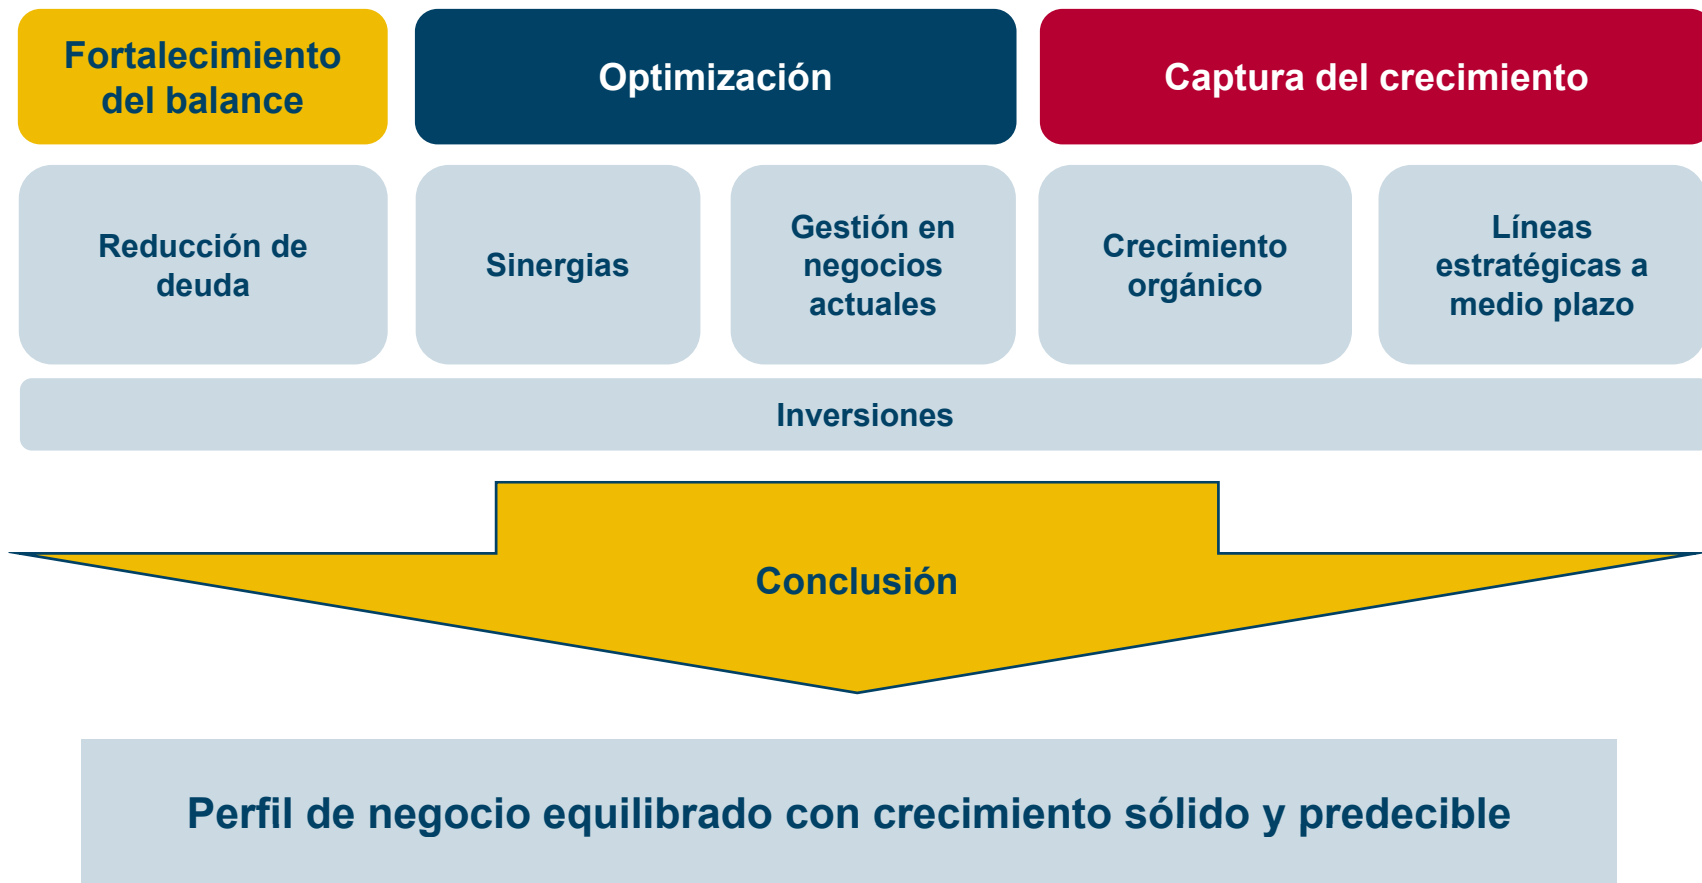 Fortalecimiento
del balance
Optimización
Captura del crecimiento
Reducción de
deuda
Sinergias
Gestión en
negocios
actuales
Crecimiento
orgánico
Líneas
estratégicas a
medio plazo
Inversiones
Conclusión
Perfil de negocio equilibrado con crecimiento sólido y predecible